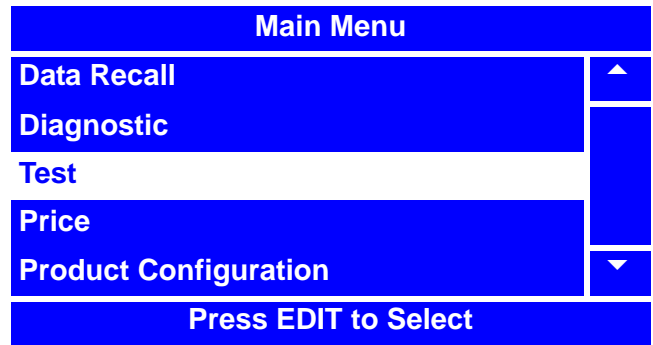 Main Menu
Data Recall
Diagnostic
Test
Price
Product Configuration
Press EDIT to Select